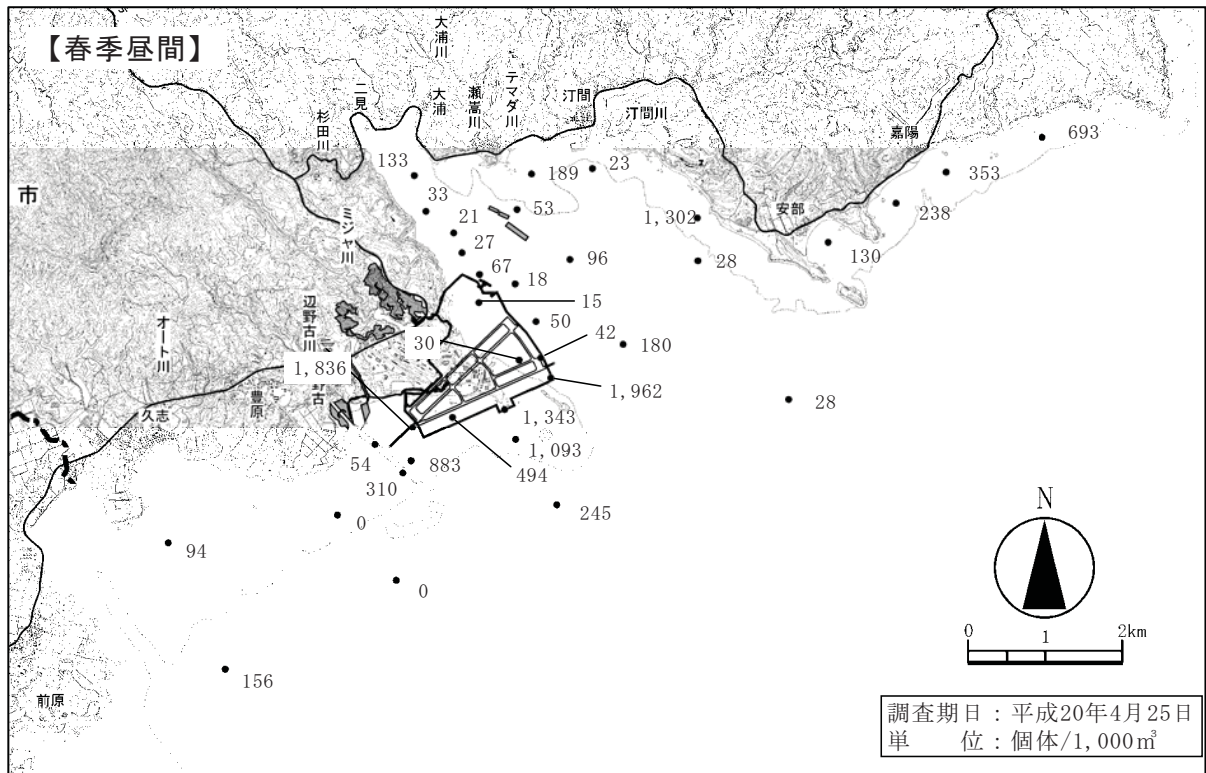 【春季昼間】
大浦川
テマダ川
汀間
二見
大浦
瀬嵩川
汀間川
杉田川
嘉陽
693
133
189
23
353
市
33
53
238
1,302
安部
ミジャ川
21
27
96
28
130
67
18
15
辺野古川
オート川
50
42
30
180
1,836
野古
1,962
豊原
28
久志
1,343
1,093
54
883
494
310
245
N
0
94
0
0
1
2km
156
前原
調査期日：平成20年4月25日
単　　位：個体/1,000㎥